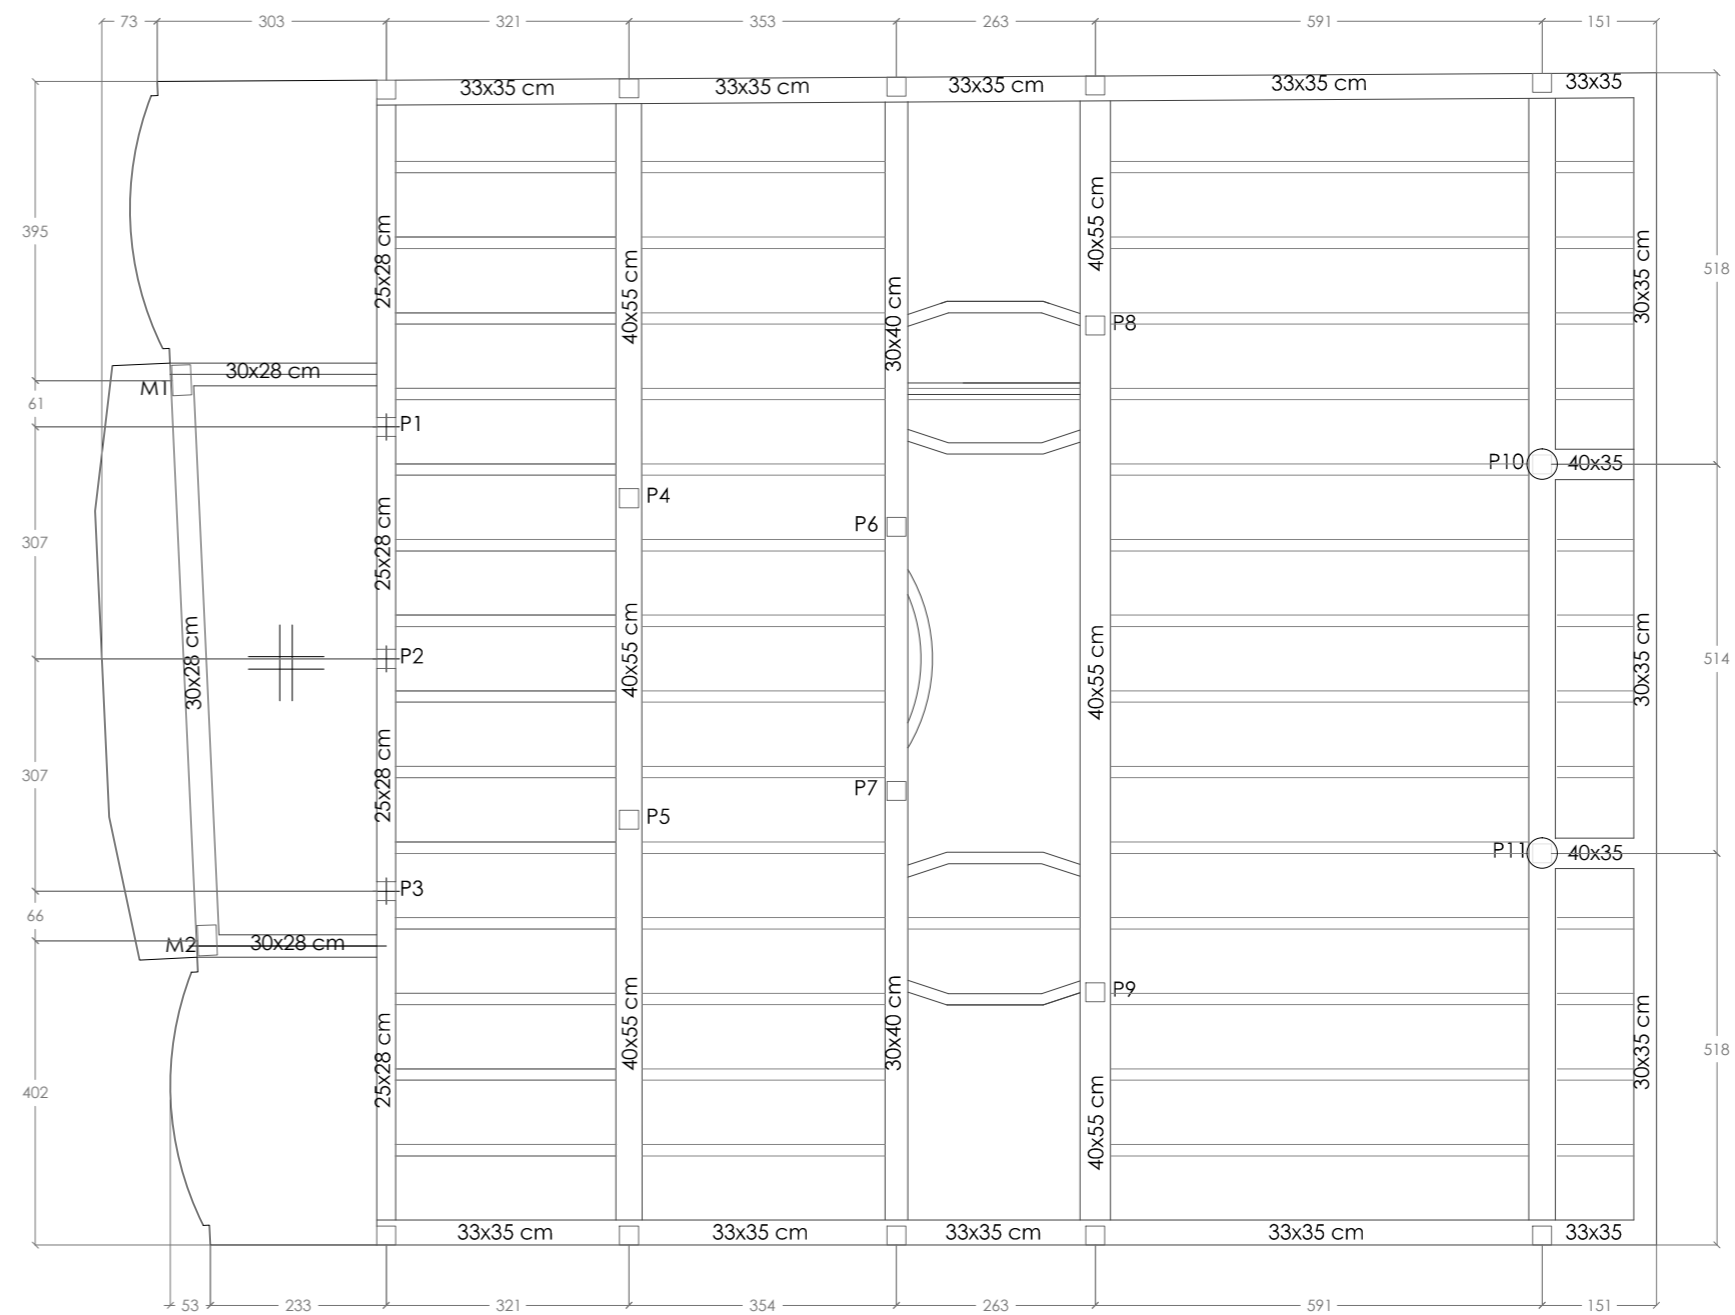 73 303 321 353 263 591 151
33x35 cm 33x35 cm 33x35 cm 33x35 cm 33x35
395
518
25x28 cm
40x55 cm
30x40 cm
40x55 cm
30x35 cm
P8
30x28 cm
M1
61
P1
P10 40x35
P4
P6
307
25x28 cm
30x28 cm
P2
40x55 cm
40x55 cm
30x35 cm
514
307
25x28 cm
P7
P5
P11 40x35
P3
66
M2 30x28 cm
P9
25x28 cm
40x55 cm
30x40 cm
40x55 cm
30x35 cm
518
402
33x35 cm 33x35 cm 33x35 cm 33x35 cm 33x35
53 233 321 354 263 591 151